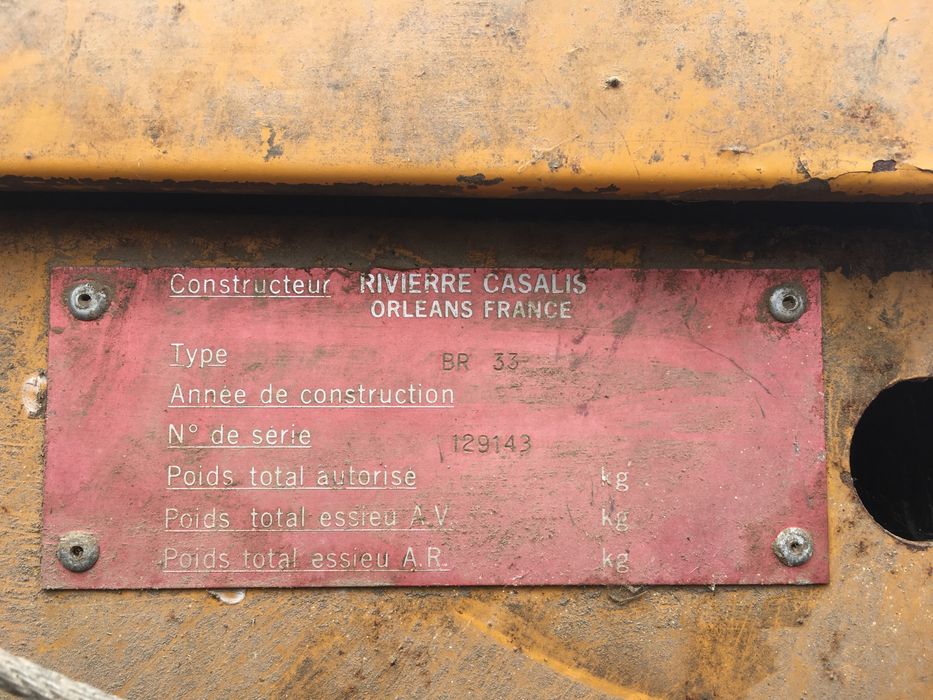 Constructeur RIVIERRE CASALIS
ORLEANS FRANCE
Type BR 33
Année de construction
N° de série 129143
Poids total autorisé kg
Poids total essieu A.V. kg
Poids total essieu A.R. kg